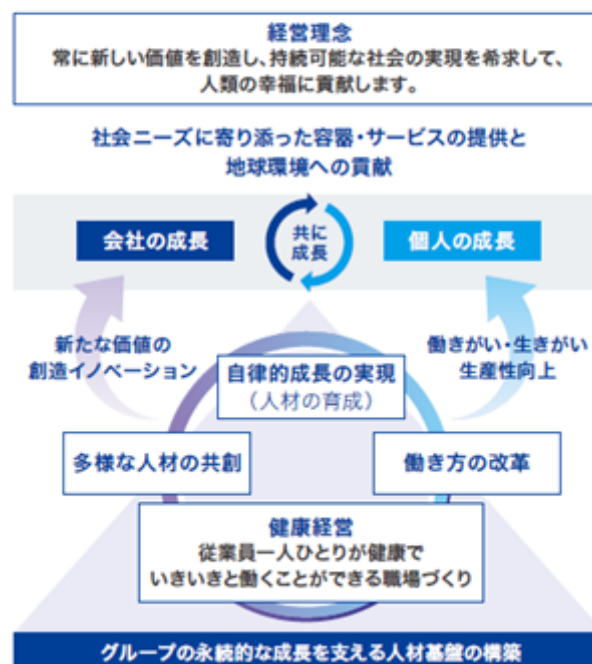 経営理念
常に新しい価値を創造し、持続可能な社会の実現を希求して、
人類の幸福に貢献します。
社会ニーズに寄り添った容器・サービスの提供と
地球環境への貢献
会社の成長
共に
成長
個人の成長
新たな価値の
創造イノベーション
働きがい・生きがい
生産性向上
自律的成長の実現
（人材の育成）
多様な人材の共創
働き方の改革
健康経営
従業員一人ひとりが健康で
いきいきと働くことができる職場づくり
グループの永続的な成長を支える人材基盤の構築